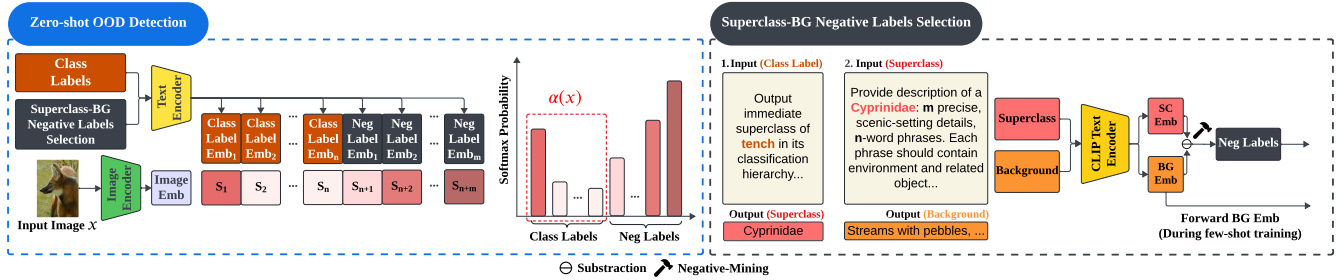 Zero-shot OOD Detection
Class
Labels
Superclass-BG
Negative Labels
Selection
Text
Encoder
Class
Label
Emb1
Class
Label
Emb2
...
Class
Label
Embn
Neg
Label
Emb1
Neg
Label
Emb2
...
Neg
Label
Embm
Image
Encoder
Image
Emb
S1
S2
...
Sn
Sn+1
Sn+2
...
Sn+m
Input Image x
Softmax Probability
α(x)
...
...
Class Labels
Neg Labels
Superclass-BG Negative Labels Selection
1. Input (Class Label)
Output
immediate
superclass of
tench in its
classification
hierarchy...
Output (Superclass)
Cyprinidae
2. Input (Superclass)
Provide description of a
Cyprinidae: m precise,
scenic-setting details,
n-word phrases. Each
phrase should contain
environment and related
object...
Output (Background)
Streams with pebbles, ...
Superclass
Background
CLIP Text
Encoder
SC
Emb
BG
Emb
Neg Labels
Forward BG Emb
(During few-shot training)
Substraction
Negative-Mining